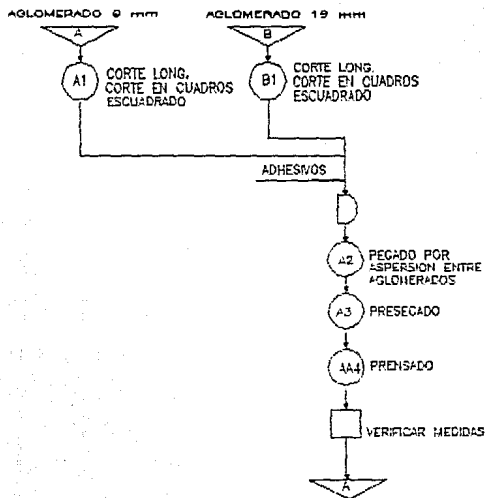 AGLOMERADO 9 mm
AGLOMERADO 19 mm
A
B
A1
CORTE LONG.
CORTE EN CUADROS
ESCUADRADO
B1
CORTE LONG.
CORTE EN CUADROS
ESCUADRADO
ADHESIVOS
A2
PEGADO POR
ASPERSION ENTRE
AGLOMERADOS
A3
PRESECADO
AA4
PRENSADO
VERIFICAR MEDIDAS
A